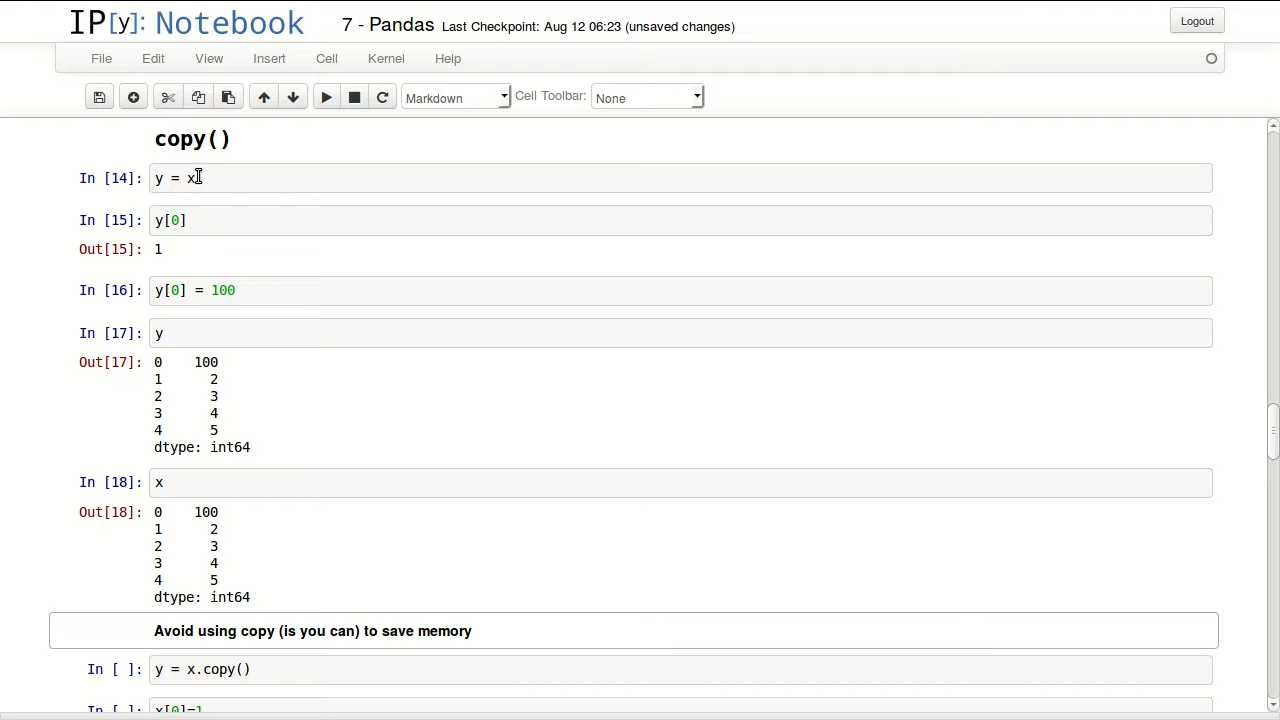 IP[y]: Notebook 7 - Pandas Last Checkpoint: Aug 12 06:23 (unsaved changes) Logout
File Edit View Insert Cell Kernel Help
Markdown Cell Toolbar: None
copy()
In [14]: y = x
In [15]: y[0]
Out[15]: 1
In [16]: y[0] = 100
In [17]: y
Out[17]: 0 100
1 2
2 3
3 4
4 5
dtype: int64
In [18]: x
Out[18]: 0 100
1 2
2 3
3 4
4 5
dtype: int64
Avoid using copy (is you can) to save memory
In [ ]: y = x.copy()
In [ ]: x[0]=1